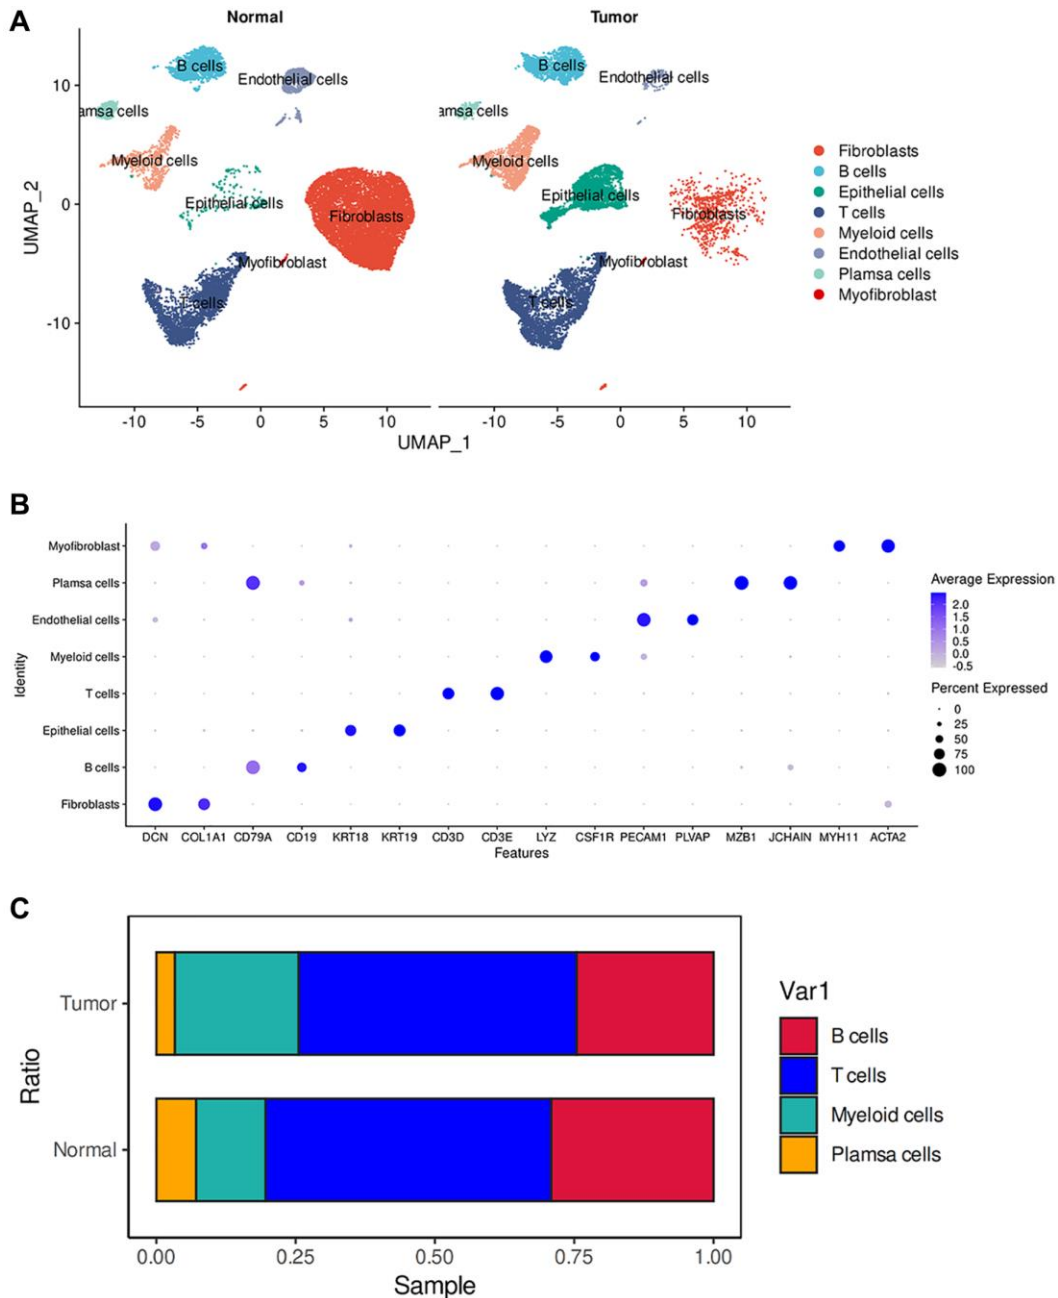 A
Normal
Tumor
B cells
Endothelial cells
amsa cells
Myeloid cells
Epithelial cells
Fibroblasts
Myofibroblast
T cells
B cells
Endothelial cells
amsa cells
Myeloid cells
Epithelial cells
Fibroblasts
Myofibroblast
T cells
UMAP_2
10
0
-10
-10 -5 0 5 10
-10 -5 0 5 10
UMAP_1
Fibroblasts
B cells
Epithelial cells
T cells
Myeloid cells
Endothelial cells
Plamsa cells
Myofibroblast
B
Identity
Myofibroblast
Plamsa cells
Endothelial cells
Myeloid cells
T cells
Epithelial cells
B cells
Fibroblasts
DCN COL1A1 CD79A CD19 KRT18 KRT19 CD3D CD3E LYZ CSF1R PECAM1 PLVAP MZB1 JCHAIN MYH11 ACTA2
Features
Average Expression
2.0
1.5
1.0
0.5
0.0
-0.5
Percent Expressed
0
25
50
75
100
C
Ratio
Tumor
Normal
0.00 0.25 0.50 0.75 1.00
Sample
Var1
B cells
T cells
Myeloid cells
Plamsa cells